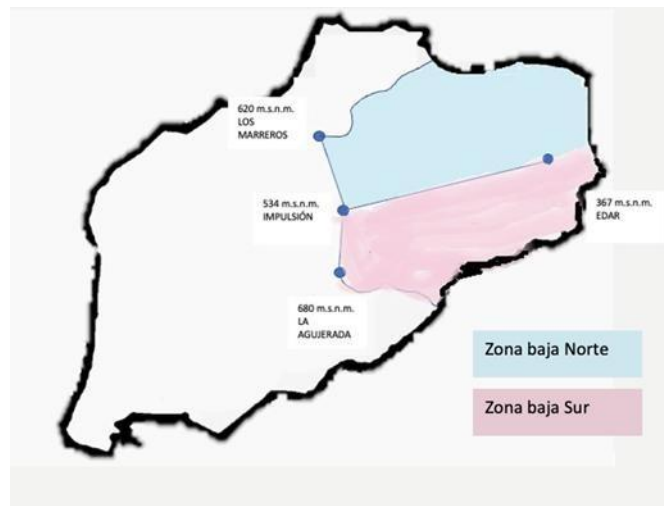 620 m.s.n.m.
LOS
MARREROS
534 m.s.n.m.
IMPULSIÓN
367 m.s.n.m.
EDAR
680 m.s.n.m.
LA
AGUJERADA
Zona baja Norte
Zona baja Sur